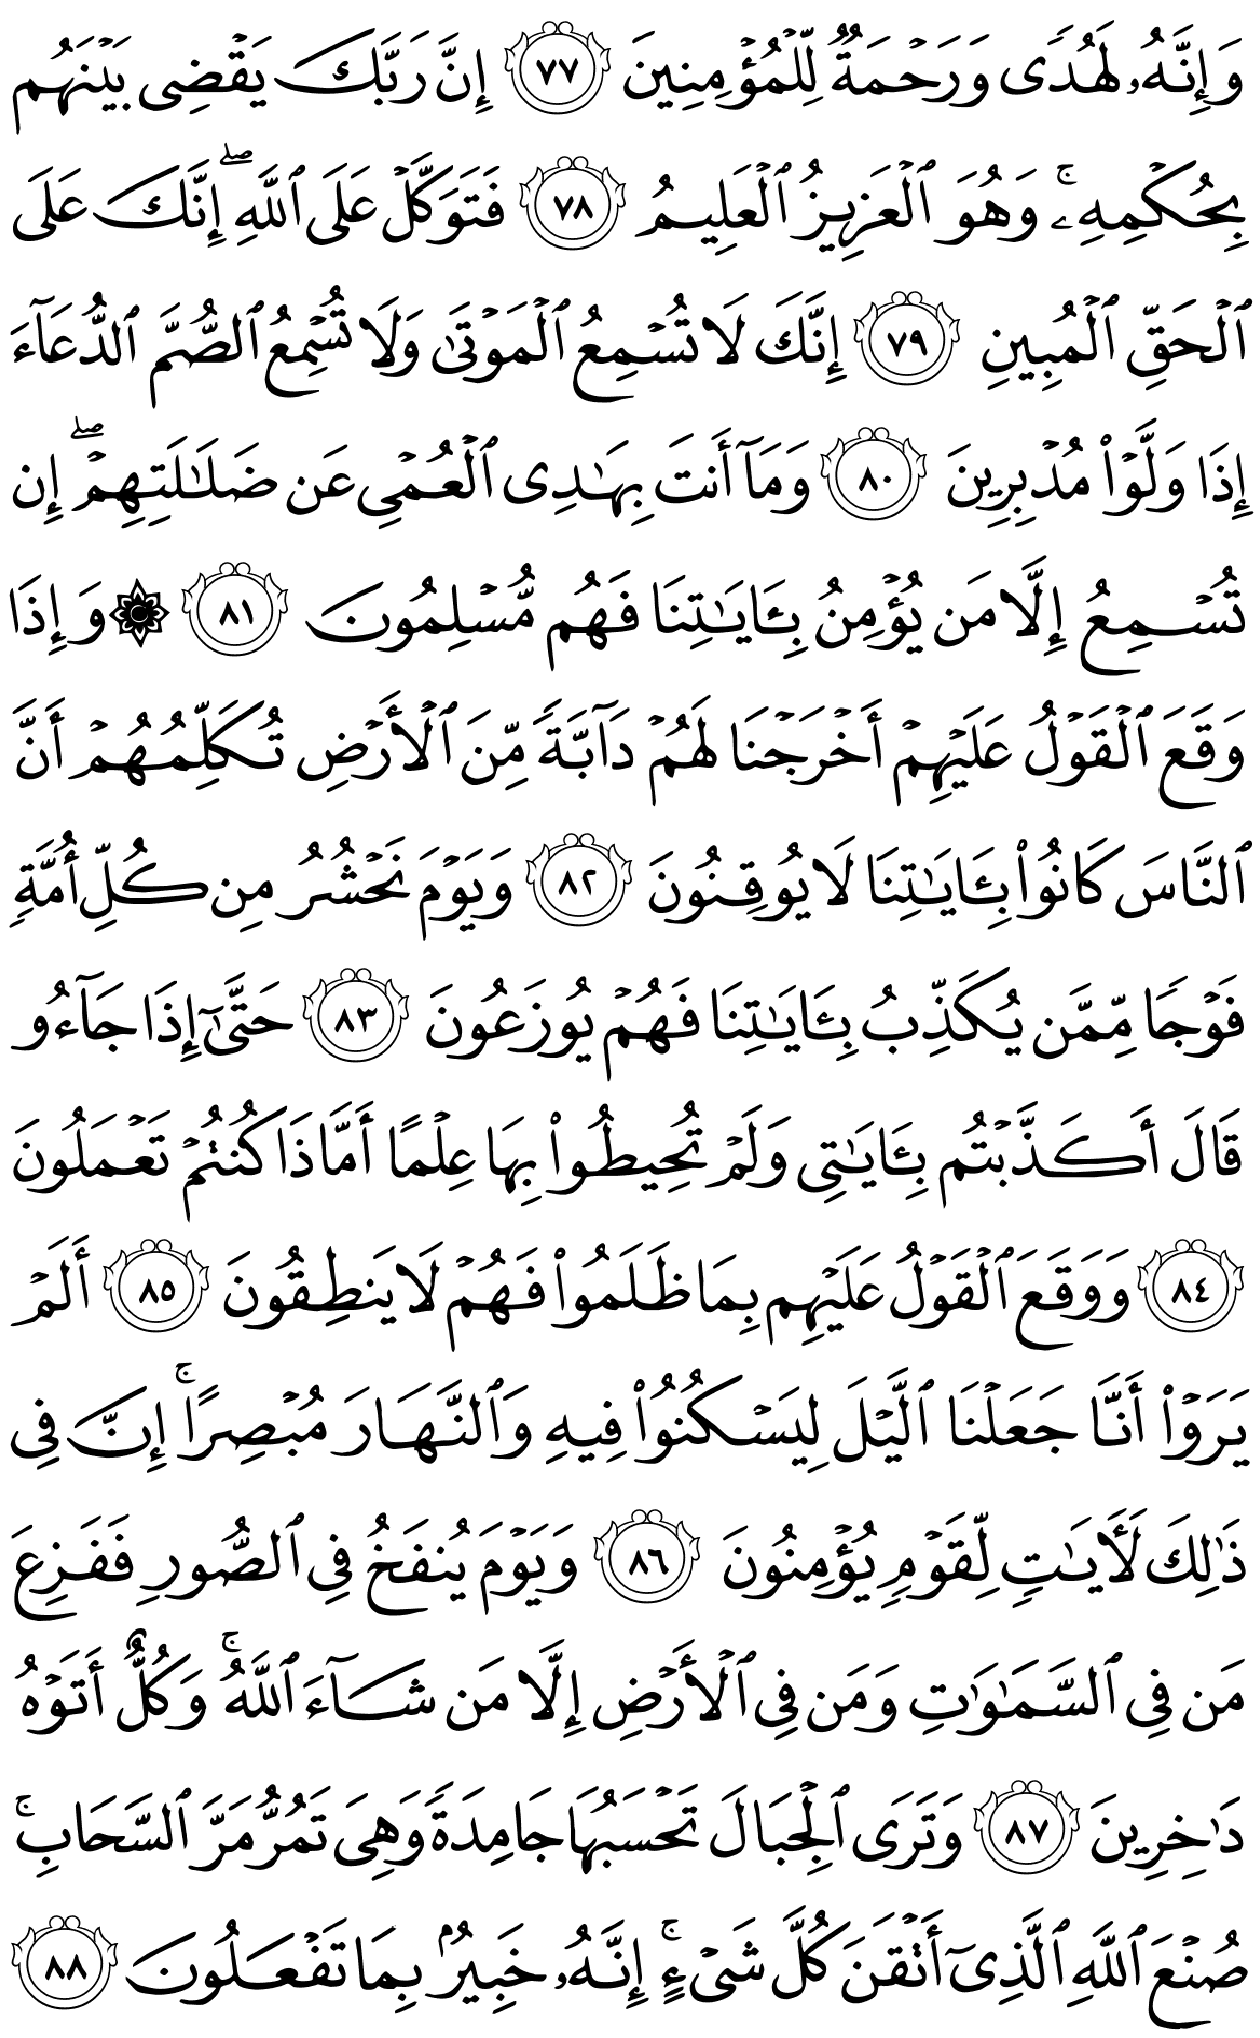 وَإِنَّهُۥ لَهُدًى وَرَحْمَةٌ لِّلْمُؤْمِنِينَ ٧٧ إِنَّ رَبَّكَ يَقْضِى بَيْنَهُم
بِحُكْمِهِۦ ۚ وَهُوَ ٱلْعَزِيزُ ٱلْعَلِيمُ ٧٨ فَتَوَكَّلْ عَلَى ٱللَّهِ ۖ إِنَّكَ عَلَى
ٱلْحَقِّ ٱلْمُبِينِ ٧٩ إِنَّكَ لَا تُسْمِعُ ٱلْمَوْتَىٰ وَلَا تُسْمِعُ ٱلصُّمَّ ٱلدُّعَآءَ
إِذَا وَلَّوْا۟ مُدْبِرِينَ ٨٠ وَمَآ أَنتَ بِهَـٰدِى ٱلْعُمْىِ عَن ضَلَـٰلَتِهِمْ ۖ إِن
تُسْمِعُ إِلَّا مَن يُؤْمِنُ بِـَٔايَـٰتِنَا فَهُم مُّسْلِمُونَ ٨١ ۞ وَإِذَا
وَقَعَ ٱلْقَوْلُ عَلَيْهِمْ أَخْرَجْنَا لَهُمْ دَآبَّةً مِّنَ ٱلْأَرْضِ تُكَلِّمُهُمْ أَنَّ
ٱلنَّاسَ كَانُوا۟ بِـَٔايَـٰتِنَا لَا يُوقِنُونَ ٨٢ وَيَوْمَ نَحْشُرُ مِن كُلِّ أُمَّةٍ
فَوْجًا مِّمَّن يُكَذِّبُ بِـَٔايَـٰتِنَا فَهُمْ يُوزَعُونَ ٨٣ حَتَّىٰٓ إِذَا جَآءُو
قَالَ أَكَذَّبْتُم بِـَٔايَـٰتِى وَلَمْ تُحِيطُوا۟ بِهَا عِلْمًا أَمَّاذَا كُنتُمْ تَعْمَلُونَ
٨٤ وَوَقَعَ ٱلْقَوْلُ عَلَيْهِم بِمَا ظَلَمُوا۟ فَهُمْ لَا يَنطِقُونَ ٨٥ أَلَمْ
يَرَوْا۟ أَنَّا جَعَلْنَا ٱلَّيْلَ لِيَسْكُنُوا۟ فِيهِ وَٱلنَّهَارَ مُبْصِرًا ۚ إِنَّ فِى
ذَٰلِكَ لَـَٔايَـٰتٍ لِّقَوْمٍ يُؤْمِنُونَ ٨٦ وَيَوْمَ يُنفَخُ فِى ٱلصُّورِ فَفَزِعَ
مَن فِى ٱلسَّمَـٰوَٰتِ وَمَن فِى ٱلْأَرْضِ إِلَّا مَن شَآءَ ٱللَّهُ ۚ وَكُلٌّ أَتَوْهُ
دَٰخِرِينَ ٨٧ وَتَرَى ٱلْجِبَالَ تَحْسَبُهَا جَامِدَةً وَهِىَ تَمُرُّ مَرَّ ٱلسَّحَابِ ۚ
صُنْعَ ٱللَّهِ ٱلَّذِىٓ أَتْقَنَ كُلَّ شَىْءٍ ۚ إِنَّهُۥ خَبِيرٌۢ بِمَا تَفْعَلُونَ ٨٨